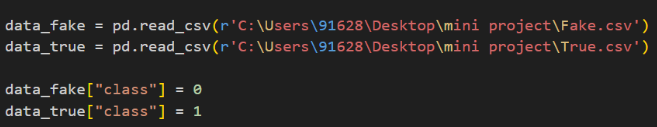 data_fake = pd.read_csv(r'C:\Users\91628\Desktop\mini project\Fake.csv')
data_true = pd.read_csv(r'C:\Users\91628\Desktop\mini project\True.csv')
data_fake["class"] = 0
data_true["class"] = 1